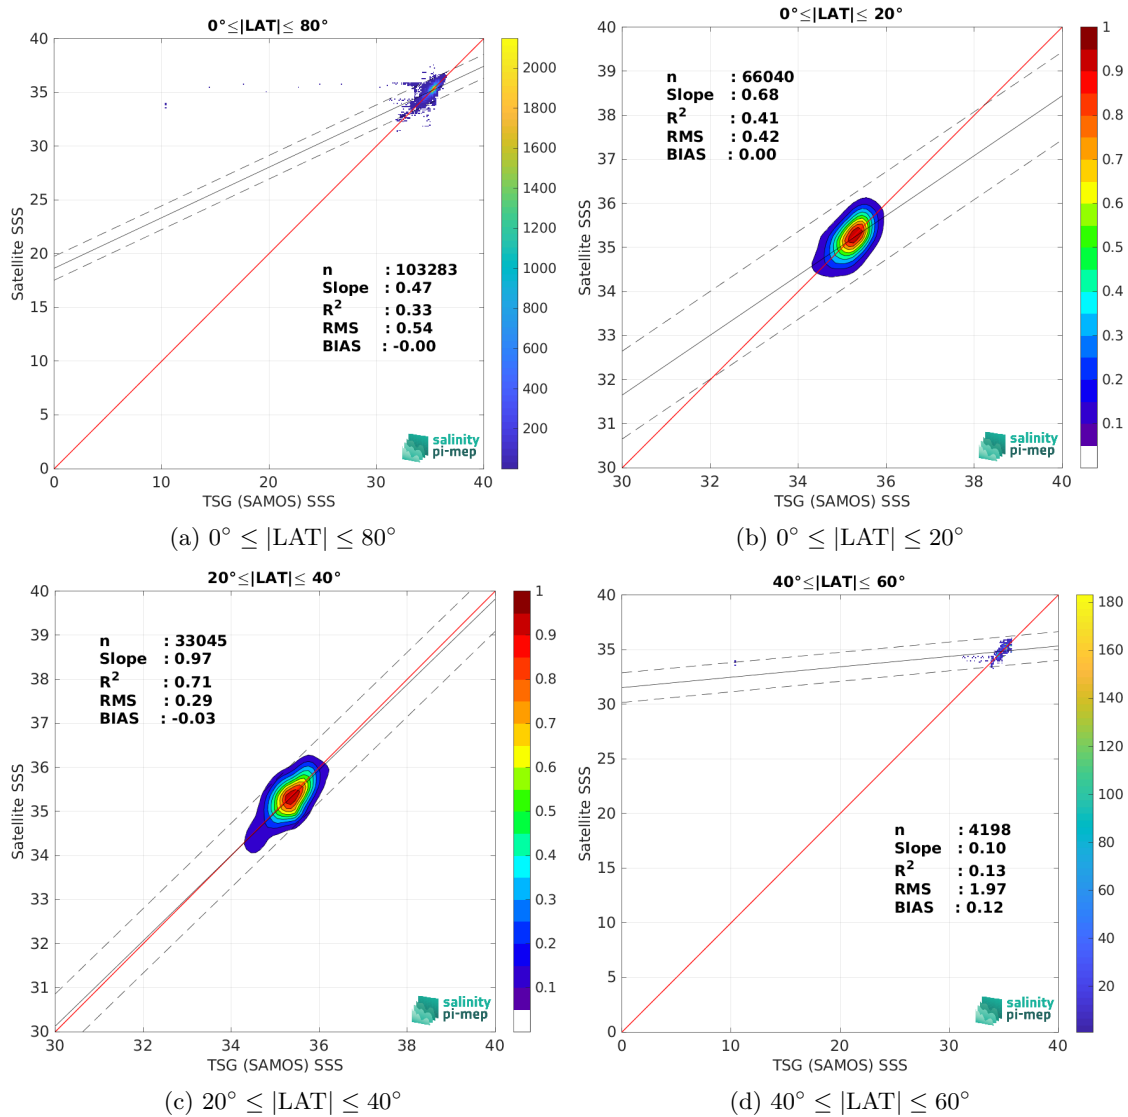 0°≤|LAT|≤ 80°
40
35
30
25
20
15
10
5
0
Satellite SSS
n : 103283
Slope : 0.47
R² : 0.33
RMS : 0.54
BIAS : -0.00
salinity
pi-mep
0 10 20 30 40
TSG (SAMOS) SSS
2000
1800
1600
1400
1200
1000
800
600
400
200
(a) 0° ≤ |LAT| ≤ 80°
0°≤|LAT|≤ 20°
40
39
38
37
36
35
34
33
32
31
30
Satellite SSS
n : 66040
Slope : 0.68
R² : 0.41
RMS : 0.42
BIAS : 0.00
salinity
pi-mep
30 32 34 36 38 40
TSG (SAMOS) SSS
1
0.9
0.8
0.7
0.6
0.5
0.4
0.3
0.2
0.1
(b) 0° ≤ |LAT| ≤ 20°
20°≤|LAT|≤ 40°
40
39
38
37
36
35
34
33
32
31
30
Satellite SSS
n : 33045
Slope : 0.97
R² : 0.71
RMS : 0.29
BIAS : -0.03
salinity
pi-mep
30 32 34 36 38 40
TSG (SAMOS) SSS
1
0.9
0.8
0.7
0.6
0.5
0.4
0.3
0.2
0.1
(c) 20° ≤ |LAT| ≤ 40°
40°≤|LAT|≤ 60°
40
35
30
25
20
15
10
5
0
Satellite SSS
n : 4198
Slope : 0.10
R² : 0.13
RMS : 1.97
BIAS : 0.12
salinity
pi-mep
0 10 20 30 40
TSG (SAMOS) SSS
180
160
140
120
100
80
60
40
20
(d) 40° ≤ |LAT| ≤ 60°